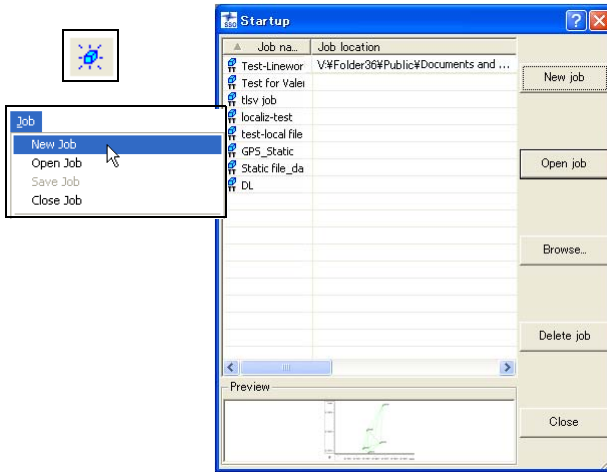 SSO Startup
Job na... Job location
Test-Linewor V:¥Folder36¥Public¥Documents and ...
Test for Valer
tlsv job
localiz-test
test-local file
GPS_Static
Static file_da
DL
New job
Open job
Browse...
Delete job
Close
Preview
Job
New Job
Open Job
Save Job
Close Job